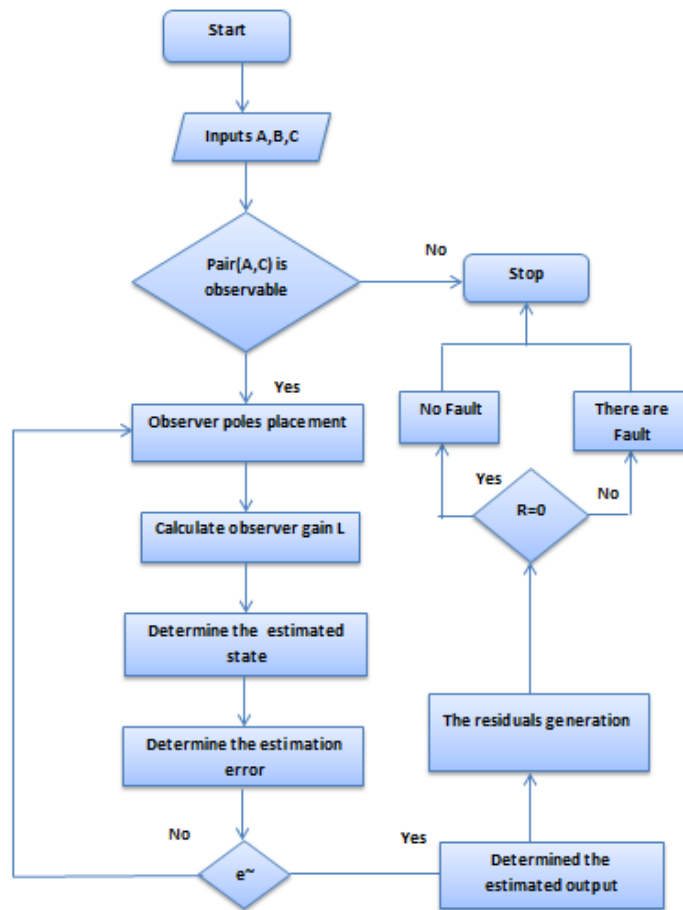 Start
Inputs A,B,C
Pair(A,C) is
observable
No
Stop
Yes
Observer poles placement
No Fault
There are
Fault
Yes
No
R=0
Calculate observer gain L
Determine the estimated
state
The residuals generation
Determine the estimation
error
No
Yes
e~
Determined the
estimated output